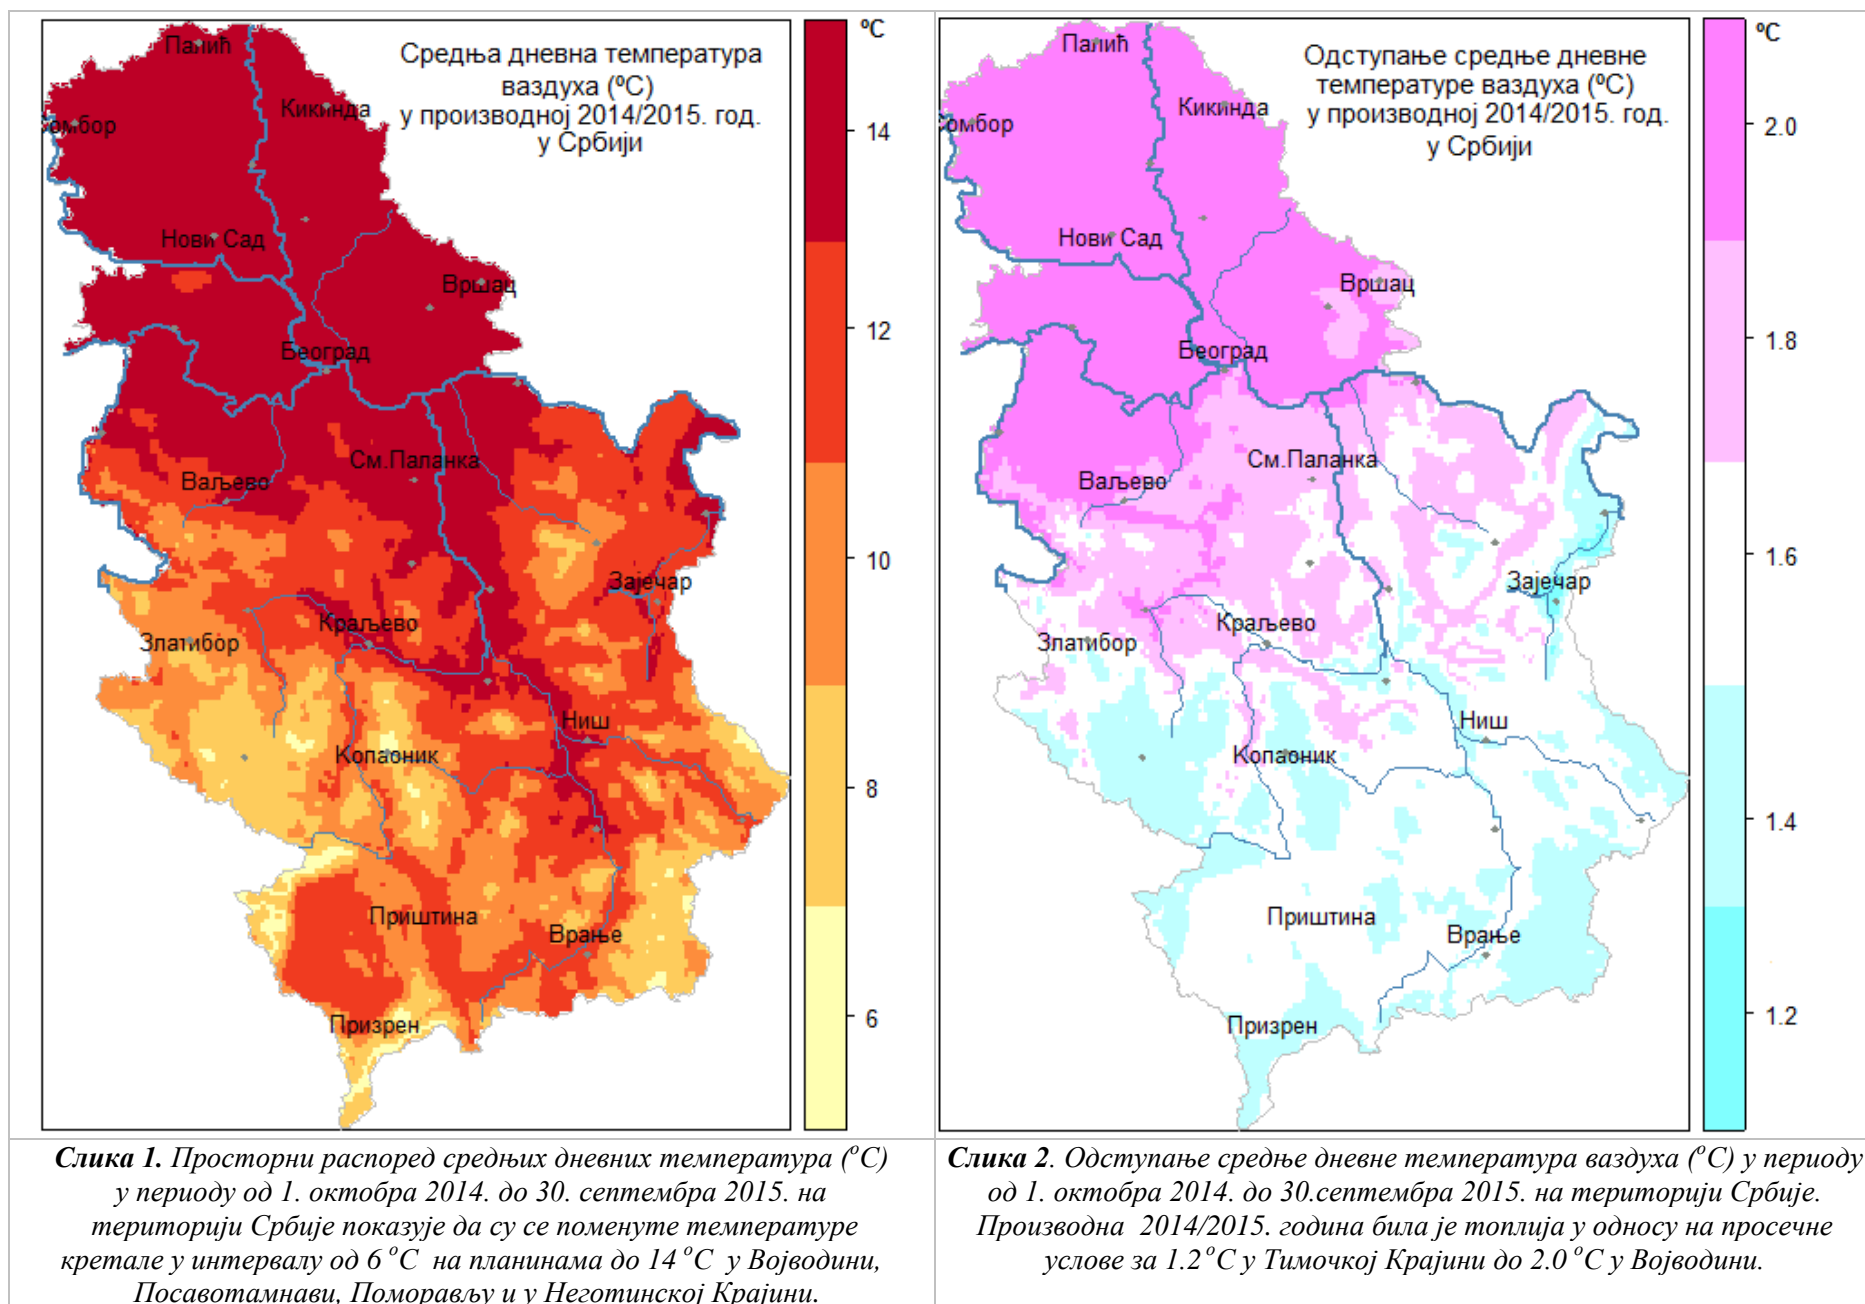 Средња дневна температура
ваздуха (ºC)
у производној 2014/2015. год.
у Србији
Палић
Кикинда
Сомбор
Нови Сад
Вршац
Београд
См.Паланка
Ваљево
Зајечар
Краљево
Златибор
Ниш
Копаоник
Приштина
Врање
Призрен
ºC
14
12
10
8
6
Одступање средње дневне
температуре ваздуха (ºC)
у производној 2014/2015. год.
у Србији
Палић
Кикинда
Сомбор
Нови Сад
Вршац
Београд
См.Паланка
Ваљево
Зајечар
Краљево
Златибор
Ниш
Копаоник
Приштина
Врање
Призрен
ºC
2.0
1.8
1.6
1.4
1.2
Слика 1. Просторни распоред средњих дневних температура (ºC)
у периоду од 1. октобра 2014. до 30. септембра 2015. на
територији Србије показује да су се поменуте температуре
кретале у интервалу од 6 ºC на планинама до 14 ºC у Војводини,
Посавотамнави, Поморављу и у Неготинској Крајини.
Слика 2. Одступање средње дневне температура ваздуха (ºC) у периоду
од 1. октобра 2014. до 30.септембра 2015. на територији Србије.
Производна 2014/2015. година била је топлија у односу на просечне
услове за 1.2 ºC у Тимочкој Крајини до 2.0 ºC у Војводини.